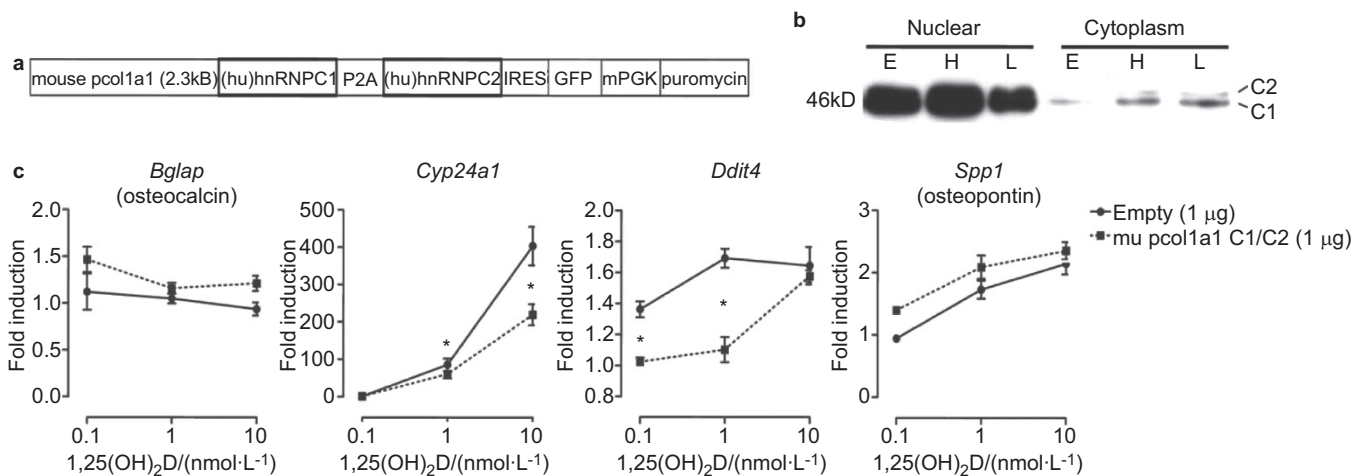 a
mouse pcol1a1 (2.3kB) (hu)hnRNPC1 P2A (hu)hnRNPC2 IRES GFP mPGK puromycin
b
Nuclear Cytoplasm
E H L E H L
46kD
C2
C1
c
Bglap
(osteocalcin)
Fold induction
2.0
1.5
1.0
0.5
0.0
0.1 1 10
1,25(OH)₂D/(nmol·L⁻¹)
Cyp24a1
Fold induction
500
400
300
200
100
0
*
*
0.1 1 10
1,25(OH)₂D/(nmol·L⁻¹)
Ddit4
Fold induction
2.0
1.8
1.6
1.4
1.2
1.0
0.8
*
*
0.1 1 10
1,25(OH)₂D/(nmol·L⁻¹)
Spp1
(osteopontin)
Fold induction
3
2
1
0
0.1 1 10
1,25(OH)₂D/(nmol·L⁻¹)
Empty (1 μg)
mu pcol1a1 C1/C2 (1 μg)